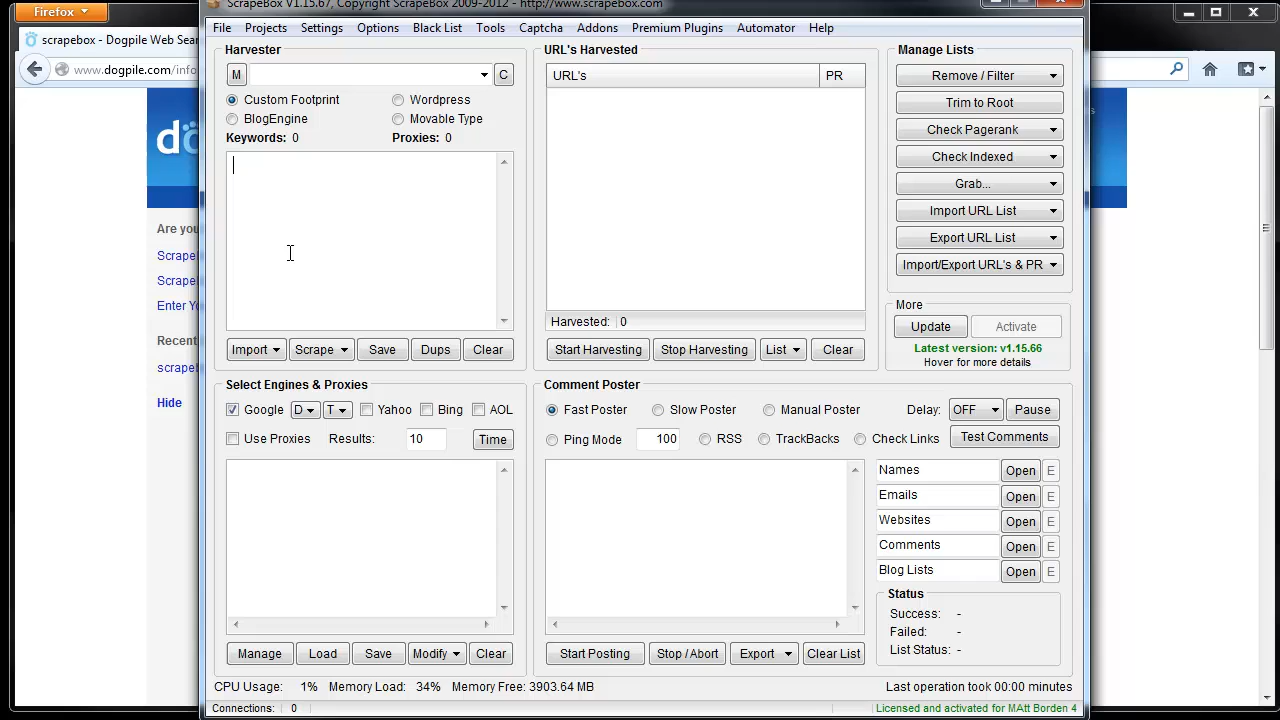 Firefox
ScrapeBox V1.15.67, Copyright ScrapeBox 2009-2012 - http://www.scrapebox.com
scrapebox - Dogpile Web Sear
www.dogpile.com/info
File Projects Settings Options Black List Tools Captcha Addons Premium Plugins Automator Help
Harvester
M
C
Custom Footprint
Wordpress
BlogEngine
Movable Type
Keywords: 0
Proxies: 0
Import
Scrape
Save
Dups
Clear
URL's Harvested
URL's
PR
Harvested: 0
Start Harvesting
Stop Harvesting
List
Clear
Manage Lists
Remove / Filter
Trim to Root
Check Pagerank
Check Indexed
Grab...
Import URL List
Export URL List
Import/Export URL's & PR
More
Update
Activate
Latest version: v1.15.66
Hover for more details
Are you
Scrape
Scrape
Enter Yo
Recent
scrape
Hide
Select Engines & Proxies
Google
D
T
Yahoo
Bing
AOL
Use Proxies
Results: 10
Time
Manage
Load
Save
Modify
Clear
Comment Poster
Fast Poster
Slow Poster
Manual Poster
Delay: OFF
Pause
Ping Mode
100
RSS
TrackBacks
Check Links
Test Comments
Names Open E
Emails Open E
Websites Open E
Comments Open E
Blog Lists Open E
Status
Success: -
Failed: -
List Status: -
Start Posting
Stop / Abort
Export
Clear List
CPU Usage: 1% Memory Load: 34% Memory Free: 3903.64 MB
Last operation took 00:00 minutes
Connections: 0
Licensed and activated for MAtt Borden 4